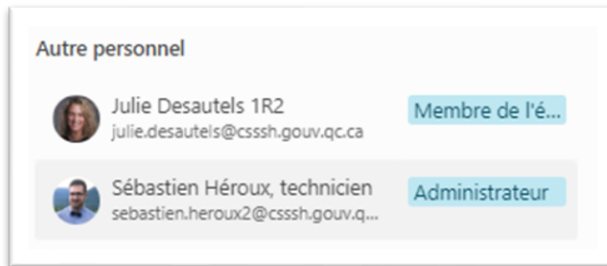 Autre personnel
Julie Desautels 1R2
Membre de l'é...
julie.desautels@csssh.gouv.qc.ca
Sébastien Héroux, technicien
Administrateur
sebastien.heroux2@csssh.gouv.q...